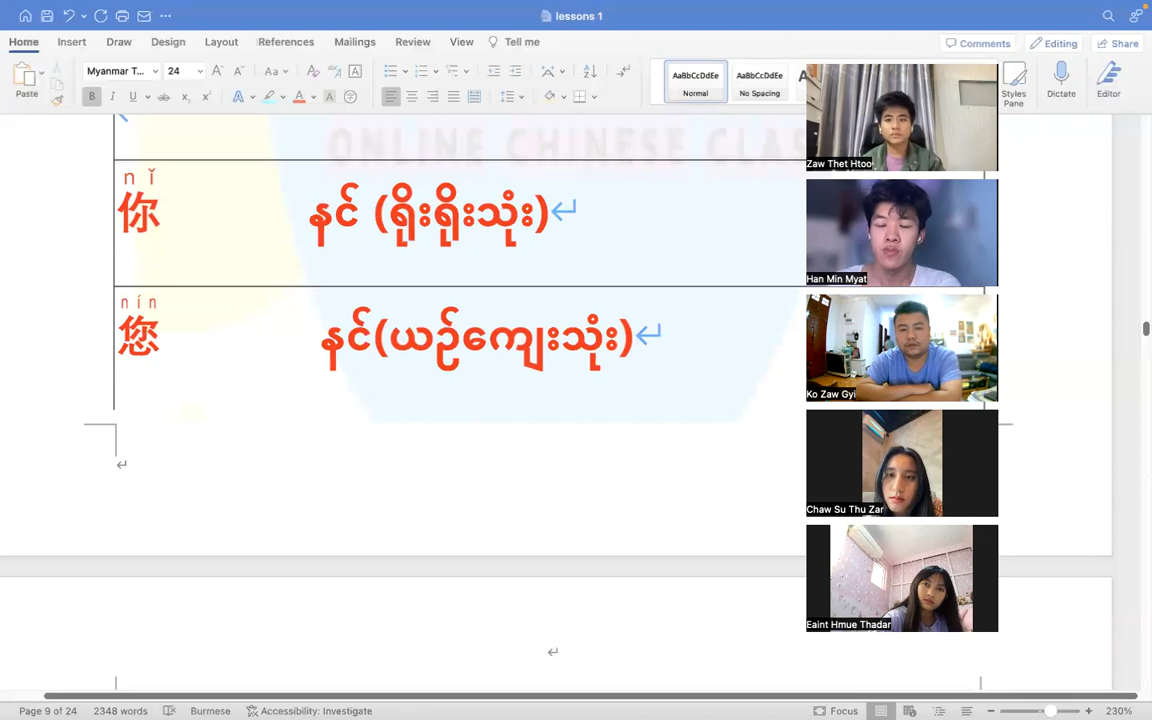 lessons 1
Home Insert Draw Design Layout References Mailings Review View Tell me
Comments Editing Share
Paste
Myanmar T... 24
Aa
AaBbCcDdEe AaBbCcDdEe
Normal No Spacing
Styles Pane
Dictate
Editor
ONLINE CHINESE CLAS
nǐ
你 နင် (ရိုးရိုးသုံး)
nín
您 နင်(ယဉ်ကျေးသုံး)
Zaw Thet Htoo
Han Min Myat
Ko Zaw Gyi
Chaw Su Thu Zar
Eaint Hmue Thadar
Page 9 of 24 2348 words Burmese Accessibility: Investigate Focus 230%